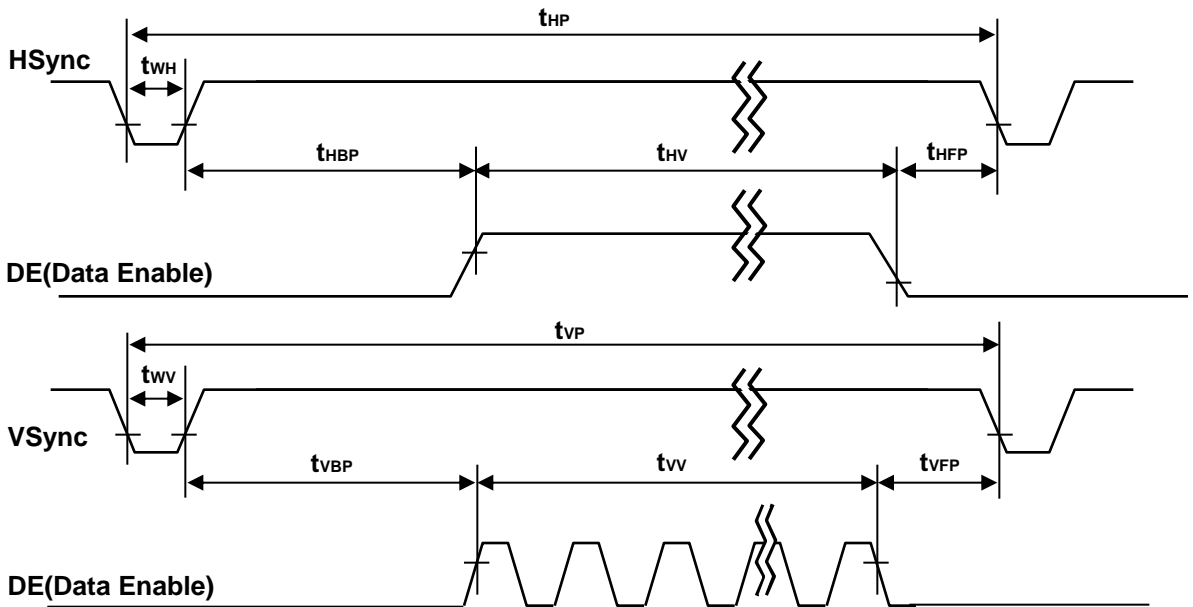 tHP
HSync
tWH
tHBP
tHV
tHFP
DE(Data Enable)
tVP
tWV
VSync
tVBP
tVV
tVFP
DE(Data Enable)